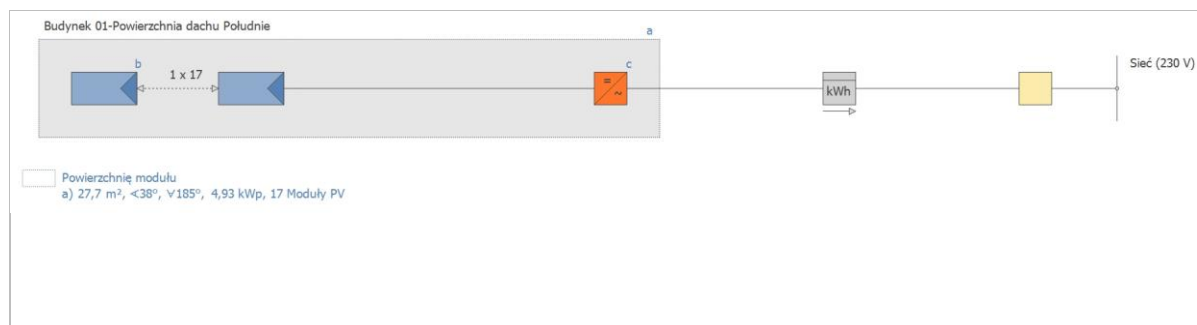 Budynek 01-Powierzchnia dachu Południe
a
b
1 x 17
c
=
~
kWh
Sieć (230 V)
Powierzchnię modułu
a) 27,7 m², ∢38°, ∀185°, 4,93 kWp, 17 Moduły PV